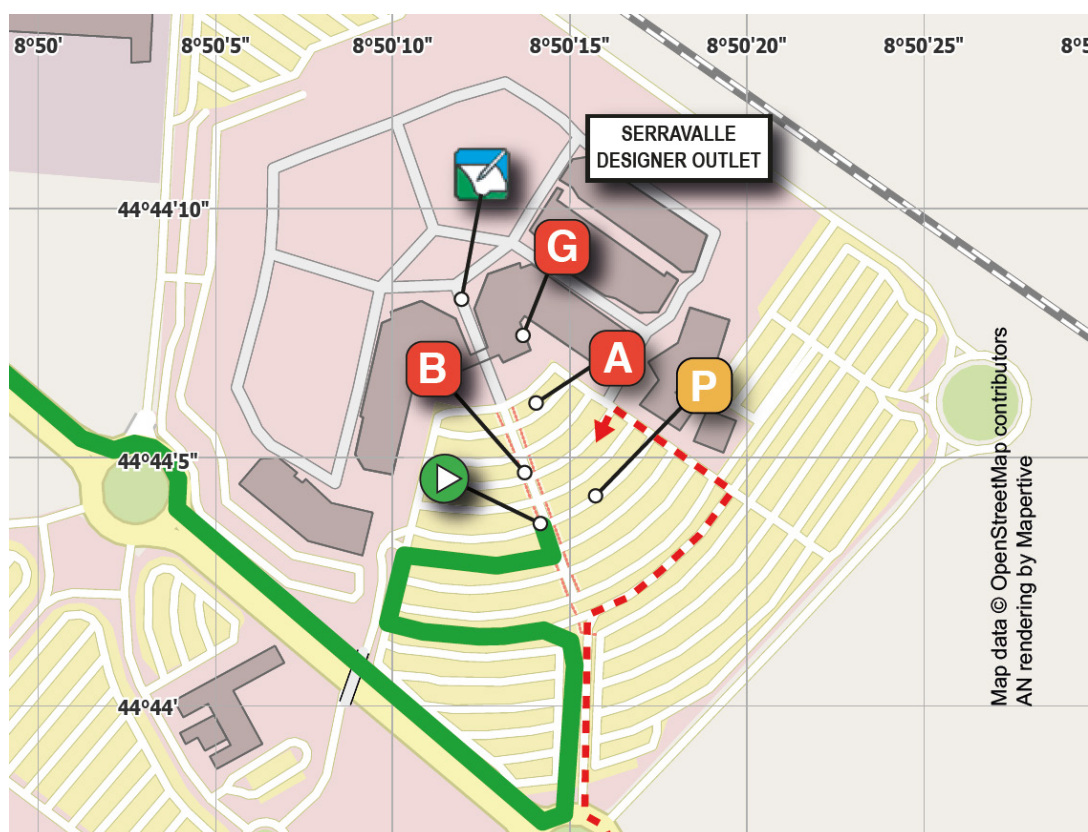 8°50'
8°50'5"
8°50'10"
8°50'15"
8°50'20"
8°50'25"
SERRAVALLE
DESIGNER OUTLET
44°44'10"
G
A
B
P
44°44'5"
44°44'
Map data © OpenStreetMap contributors
AN rendering by Mapertive